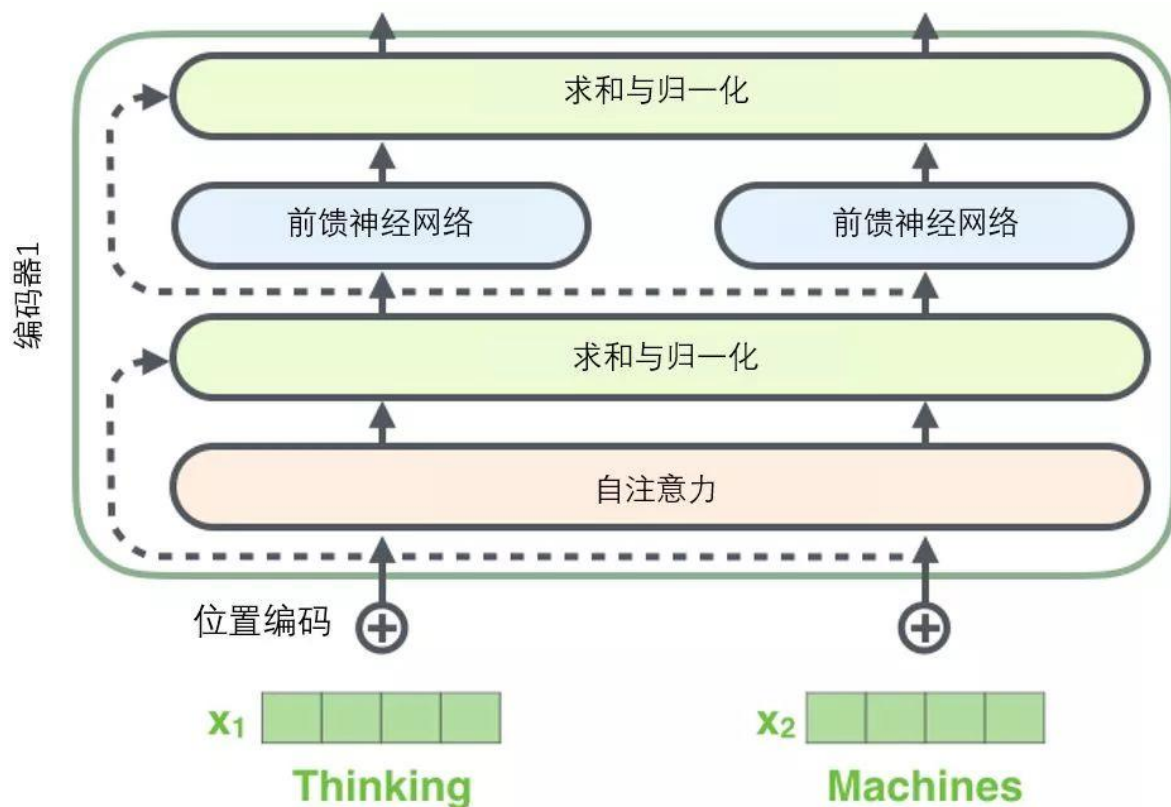 求和与归一化
前馈神经网络
前馈神经网络
编码器1
求和与归一化
自注意力
位置编码
x₁
x₂
Thinking
Machines